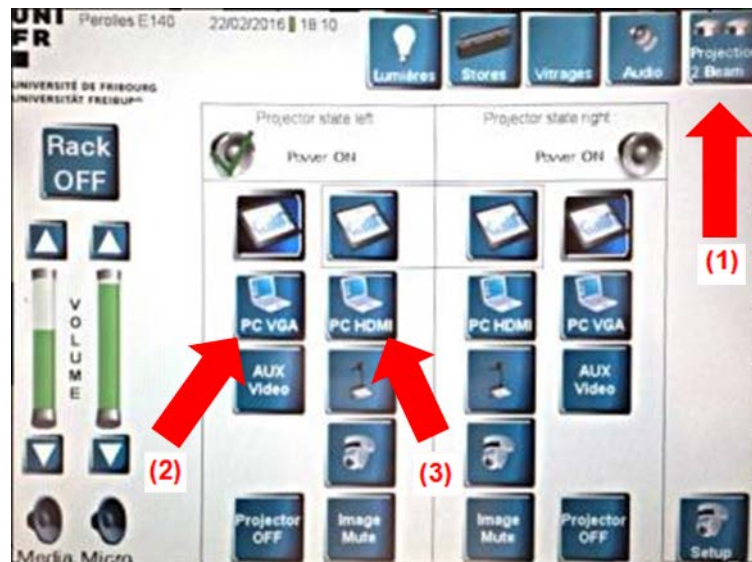 UNI
FR
Perolles E140
22/02/2016 18 10
UNIVERSITÉ DE FRIBOURG
UNIVERSITÄT FREIBURG
Lumières
Stores
Vitrages
Audio
Projection
2 Beam
Rack
OFF
VOLUME
Media Micro
Projector state left
Power ON
Projector state right
Power ON
PC VGA
PC HDMI
PC HDMI
PC VGA
AUX
Video
AUX
Video
Projector
OFF
Image
Mute
Image
Mute
Projector
OFF
Setup
(1)
(2)
(3)